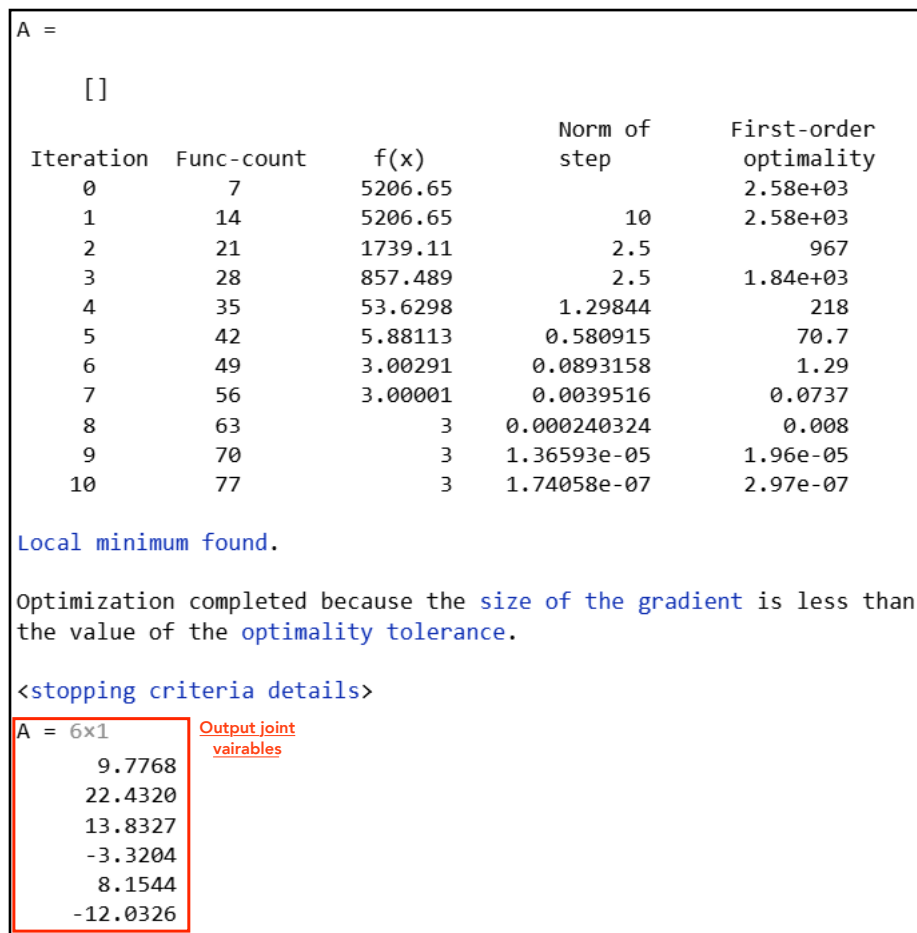 A =
[]
Norm of First-order
Iteration Func-count f(x) step optimality
0 7 5206.65 2.58e+03
1 14 5206.65 10 2.58e+03
2 21 1739.11 2.5 967
3 28 857.489 2.5 1.84e+03
4 35 53.6298 1.29844 218
5 42 5.88113 0.580915 70.7
6 49 3.00291 0.0893158 1.29
7 56 3.00001 0.0039516 0.0737
8 63 3 0.000240324 0.008
9 70 3 1.36593e-05 1.96e-05
10 77 3 1.74058e-07 2.97e-07
Local minimum found.
Optimization completed because the size of the gradient is less than
the value of the optimality tolerance.
<stopping criteria details>
A = 6×1
Output joint
vairables
9.7768
22.4320
13.8327
-3.3204
8.1544
-12.0326